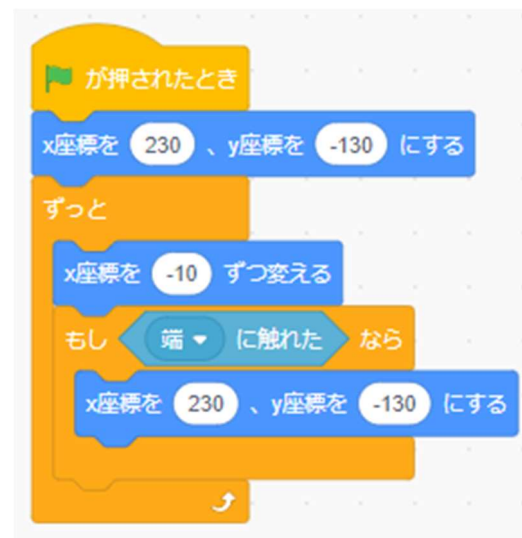 が押されたとき
x座標を 230 、y座標を -130 にする
ずっと
x座標を -10 ずつ変える
もし 端 に触れた なら
x座標を 230 、y座標を -130 にする